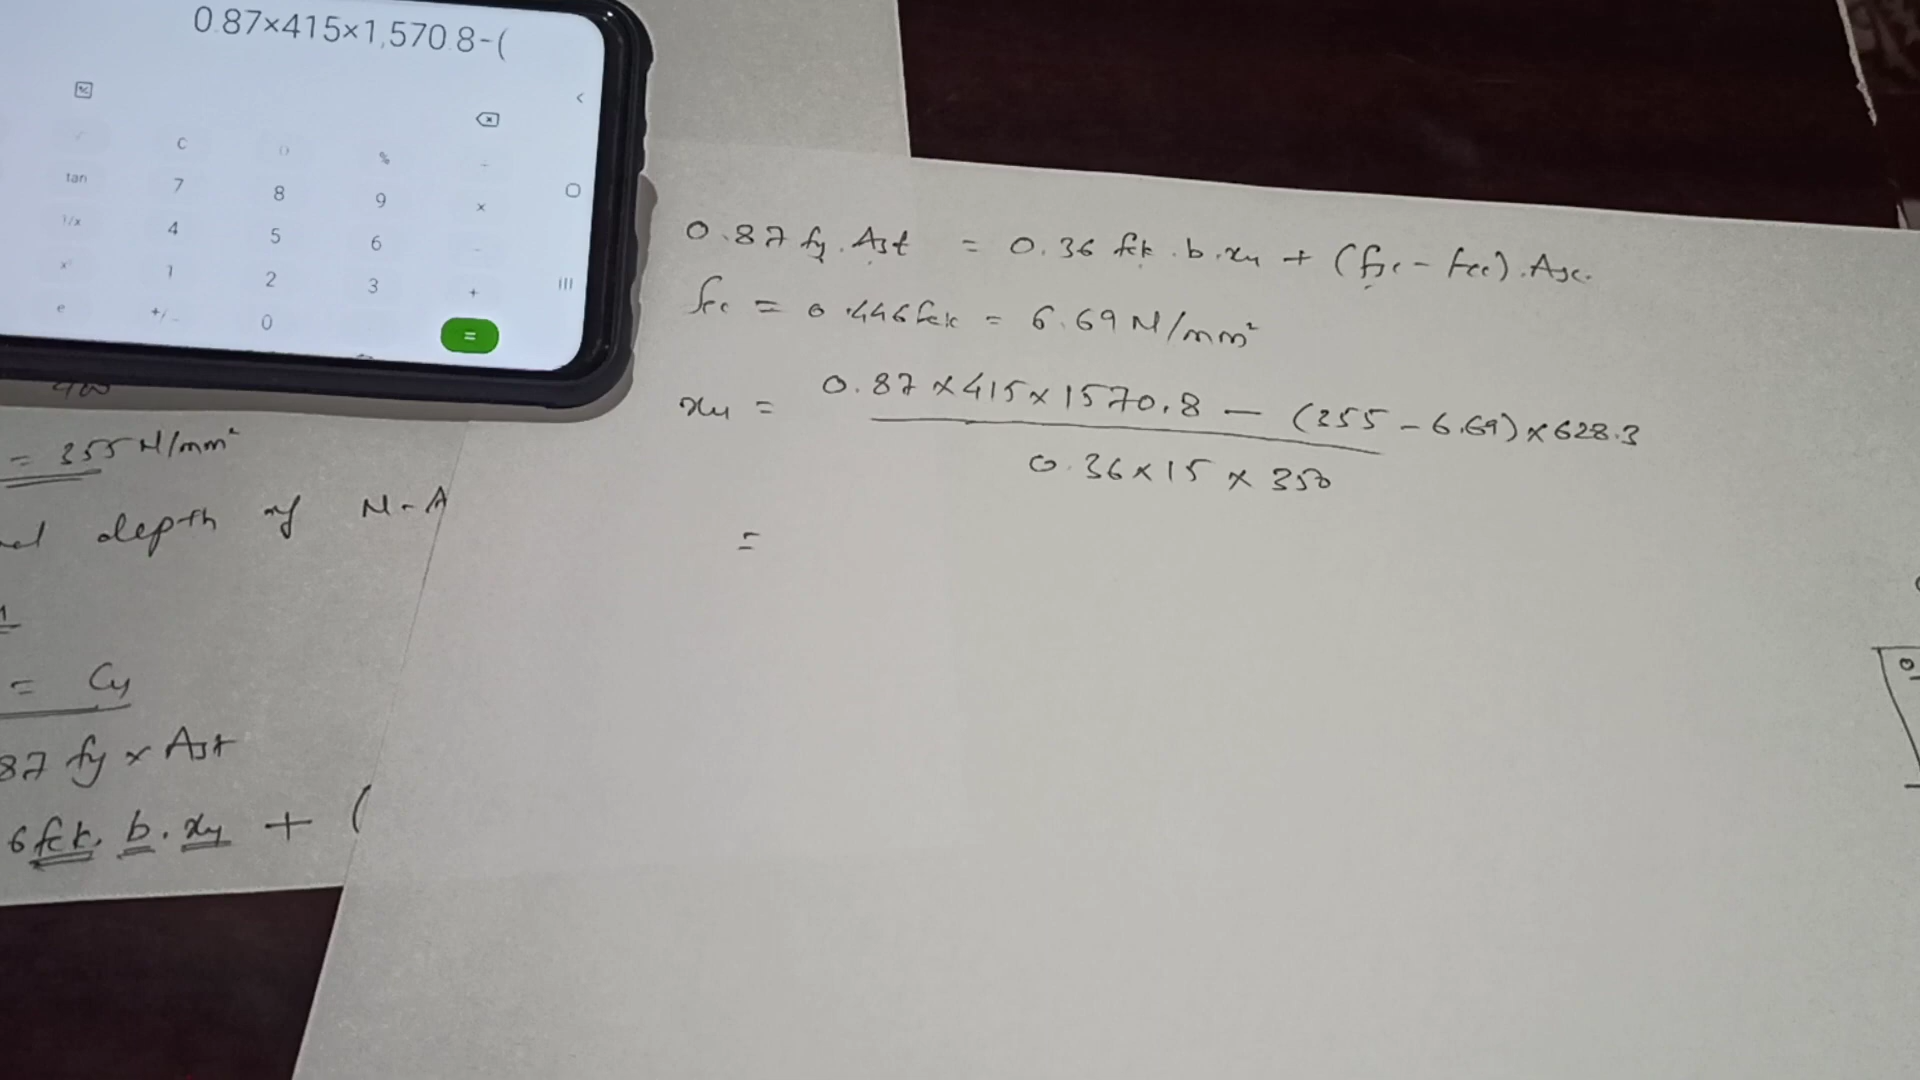 0.87×415×1,570.8-(
C () %
tan 7 8 9 ×
1/x 4 5 6 -
1 2 3 +
e +/- 0 =
= 355 N/mm²
depth of N-A
= Cu
87 fy × Ast
6 fck. b. xu + (
0.87 fy. Ast = 0.36 fck. b. xu + (fsc - fcc). Asc.
fcc = 0.446 fck = 6.69 N/mm²
xu = 0.87 × 415 × 1570.8 - (355 - 6.69) × 628.3
0.36 × 15 × 350
=